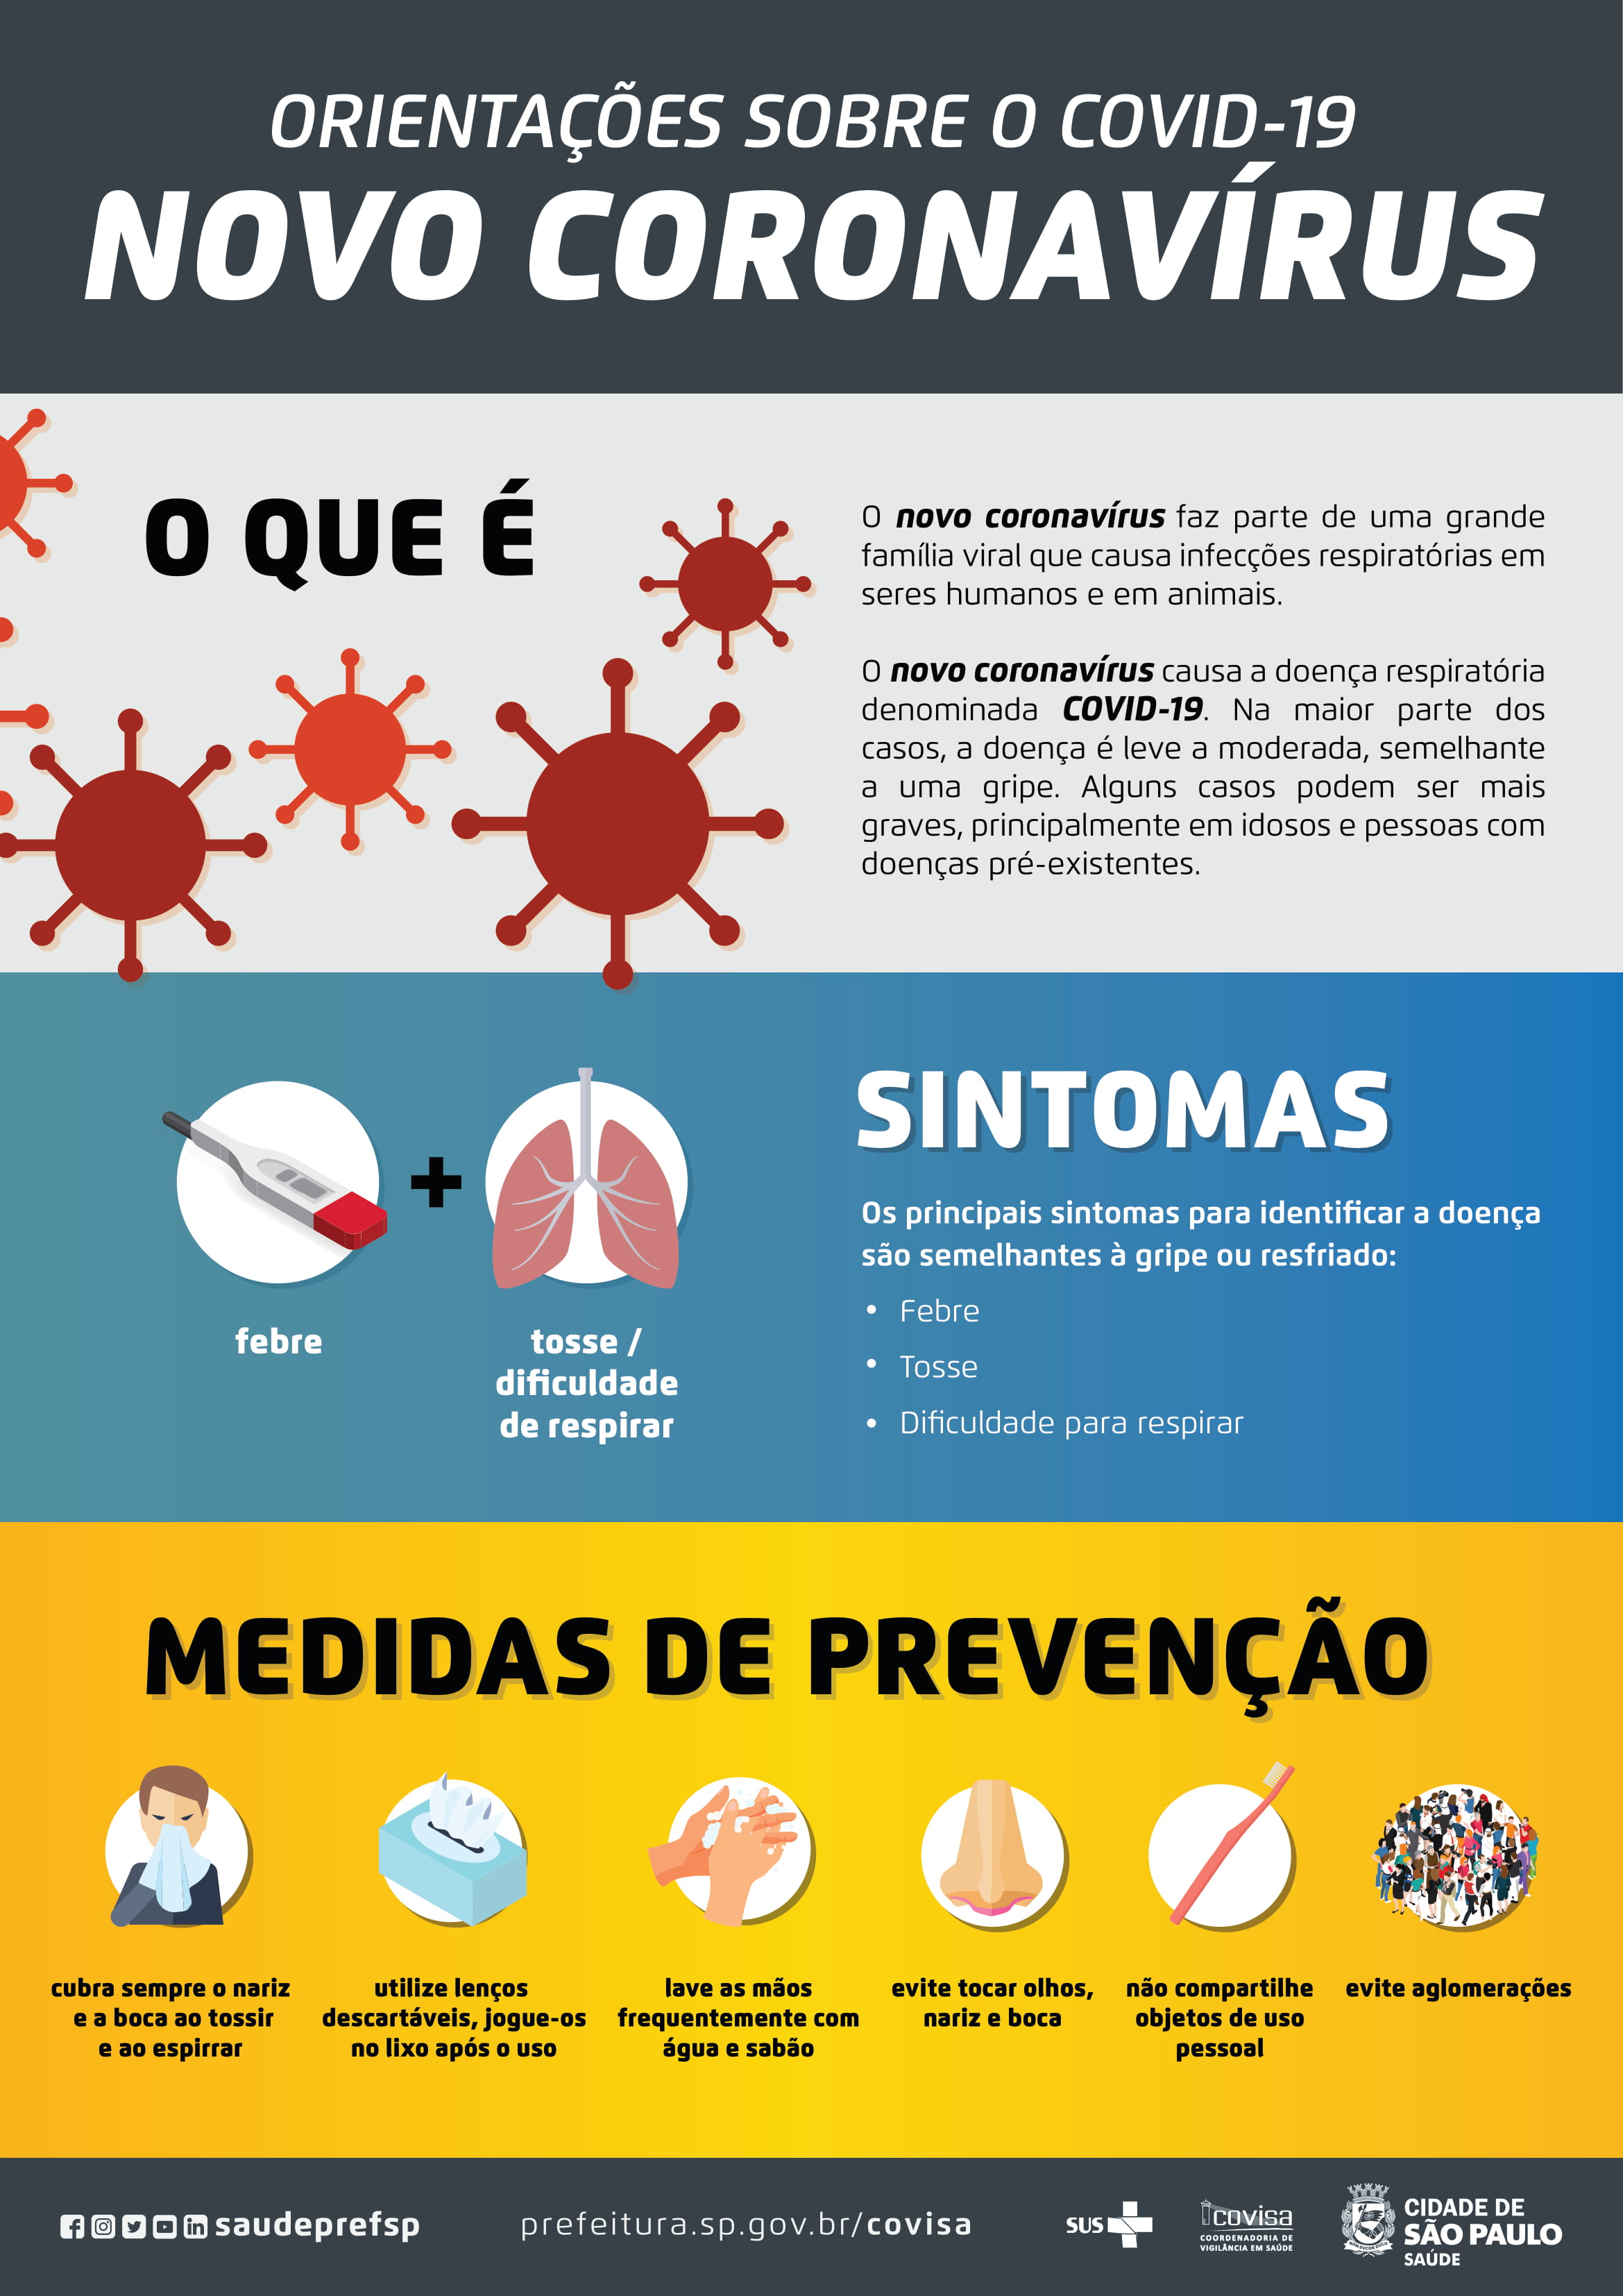 ORIENTAÇÕES SOBRE O COVID-19
NOVO CORONAVÍRUS
O QUE É
O novo coronavírus faz parte de uma grande
família viral que causa infecções respiratórias em
seres humanos e em animais.
O novo coronavírus causa a doença respiratória
denominada COVID-19. Na maior parte dos
casos, a doença é leve a moderada, semelhante
a uma gripe. Alguns casos podem ser mais
graves, principalmente em idosos e pessoas com
doenças pré-existentes.
+
febre
tosse /
dificuldade
de respirar
SINTOMAS
Os principais sintomas para identificar a doença
são semelhantes à gripe ou resfriado:
• Febre
• Tosse
• Dificuldade para respirar
MEDIDAS DE PREVENÇÃO
cubra sempre o nariz
e a boca ao tossir
e ao espirrar
utilize lenços
descartáveis, jogue-os
no lixo após o uso
lave as mãos
frequentemente com
água e sabão
evite tocar olhos,
nariz e boca
não compartilhe
objetos de uso
pessoal
evite aglomerações
saudeprefsp
prefeitura.sp.gov.br/covisa
SUS
covisa
COORDENADORIA DE
VIGILÂNCIA EM SAÚDE
CIDADE DE
SÃO PAULO
SAÚDE